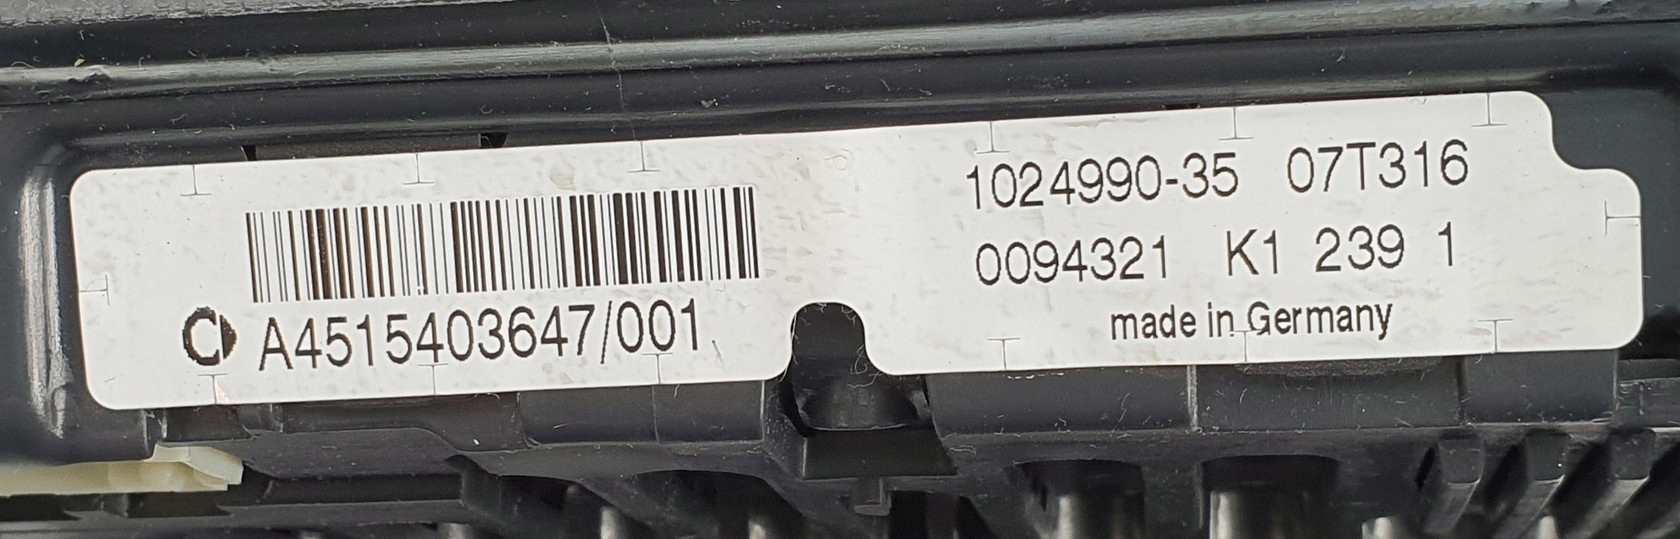 A4515403647/001
1024990-35 07T316
0094321 K1 239 1
made in Germany